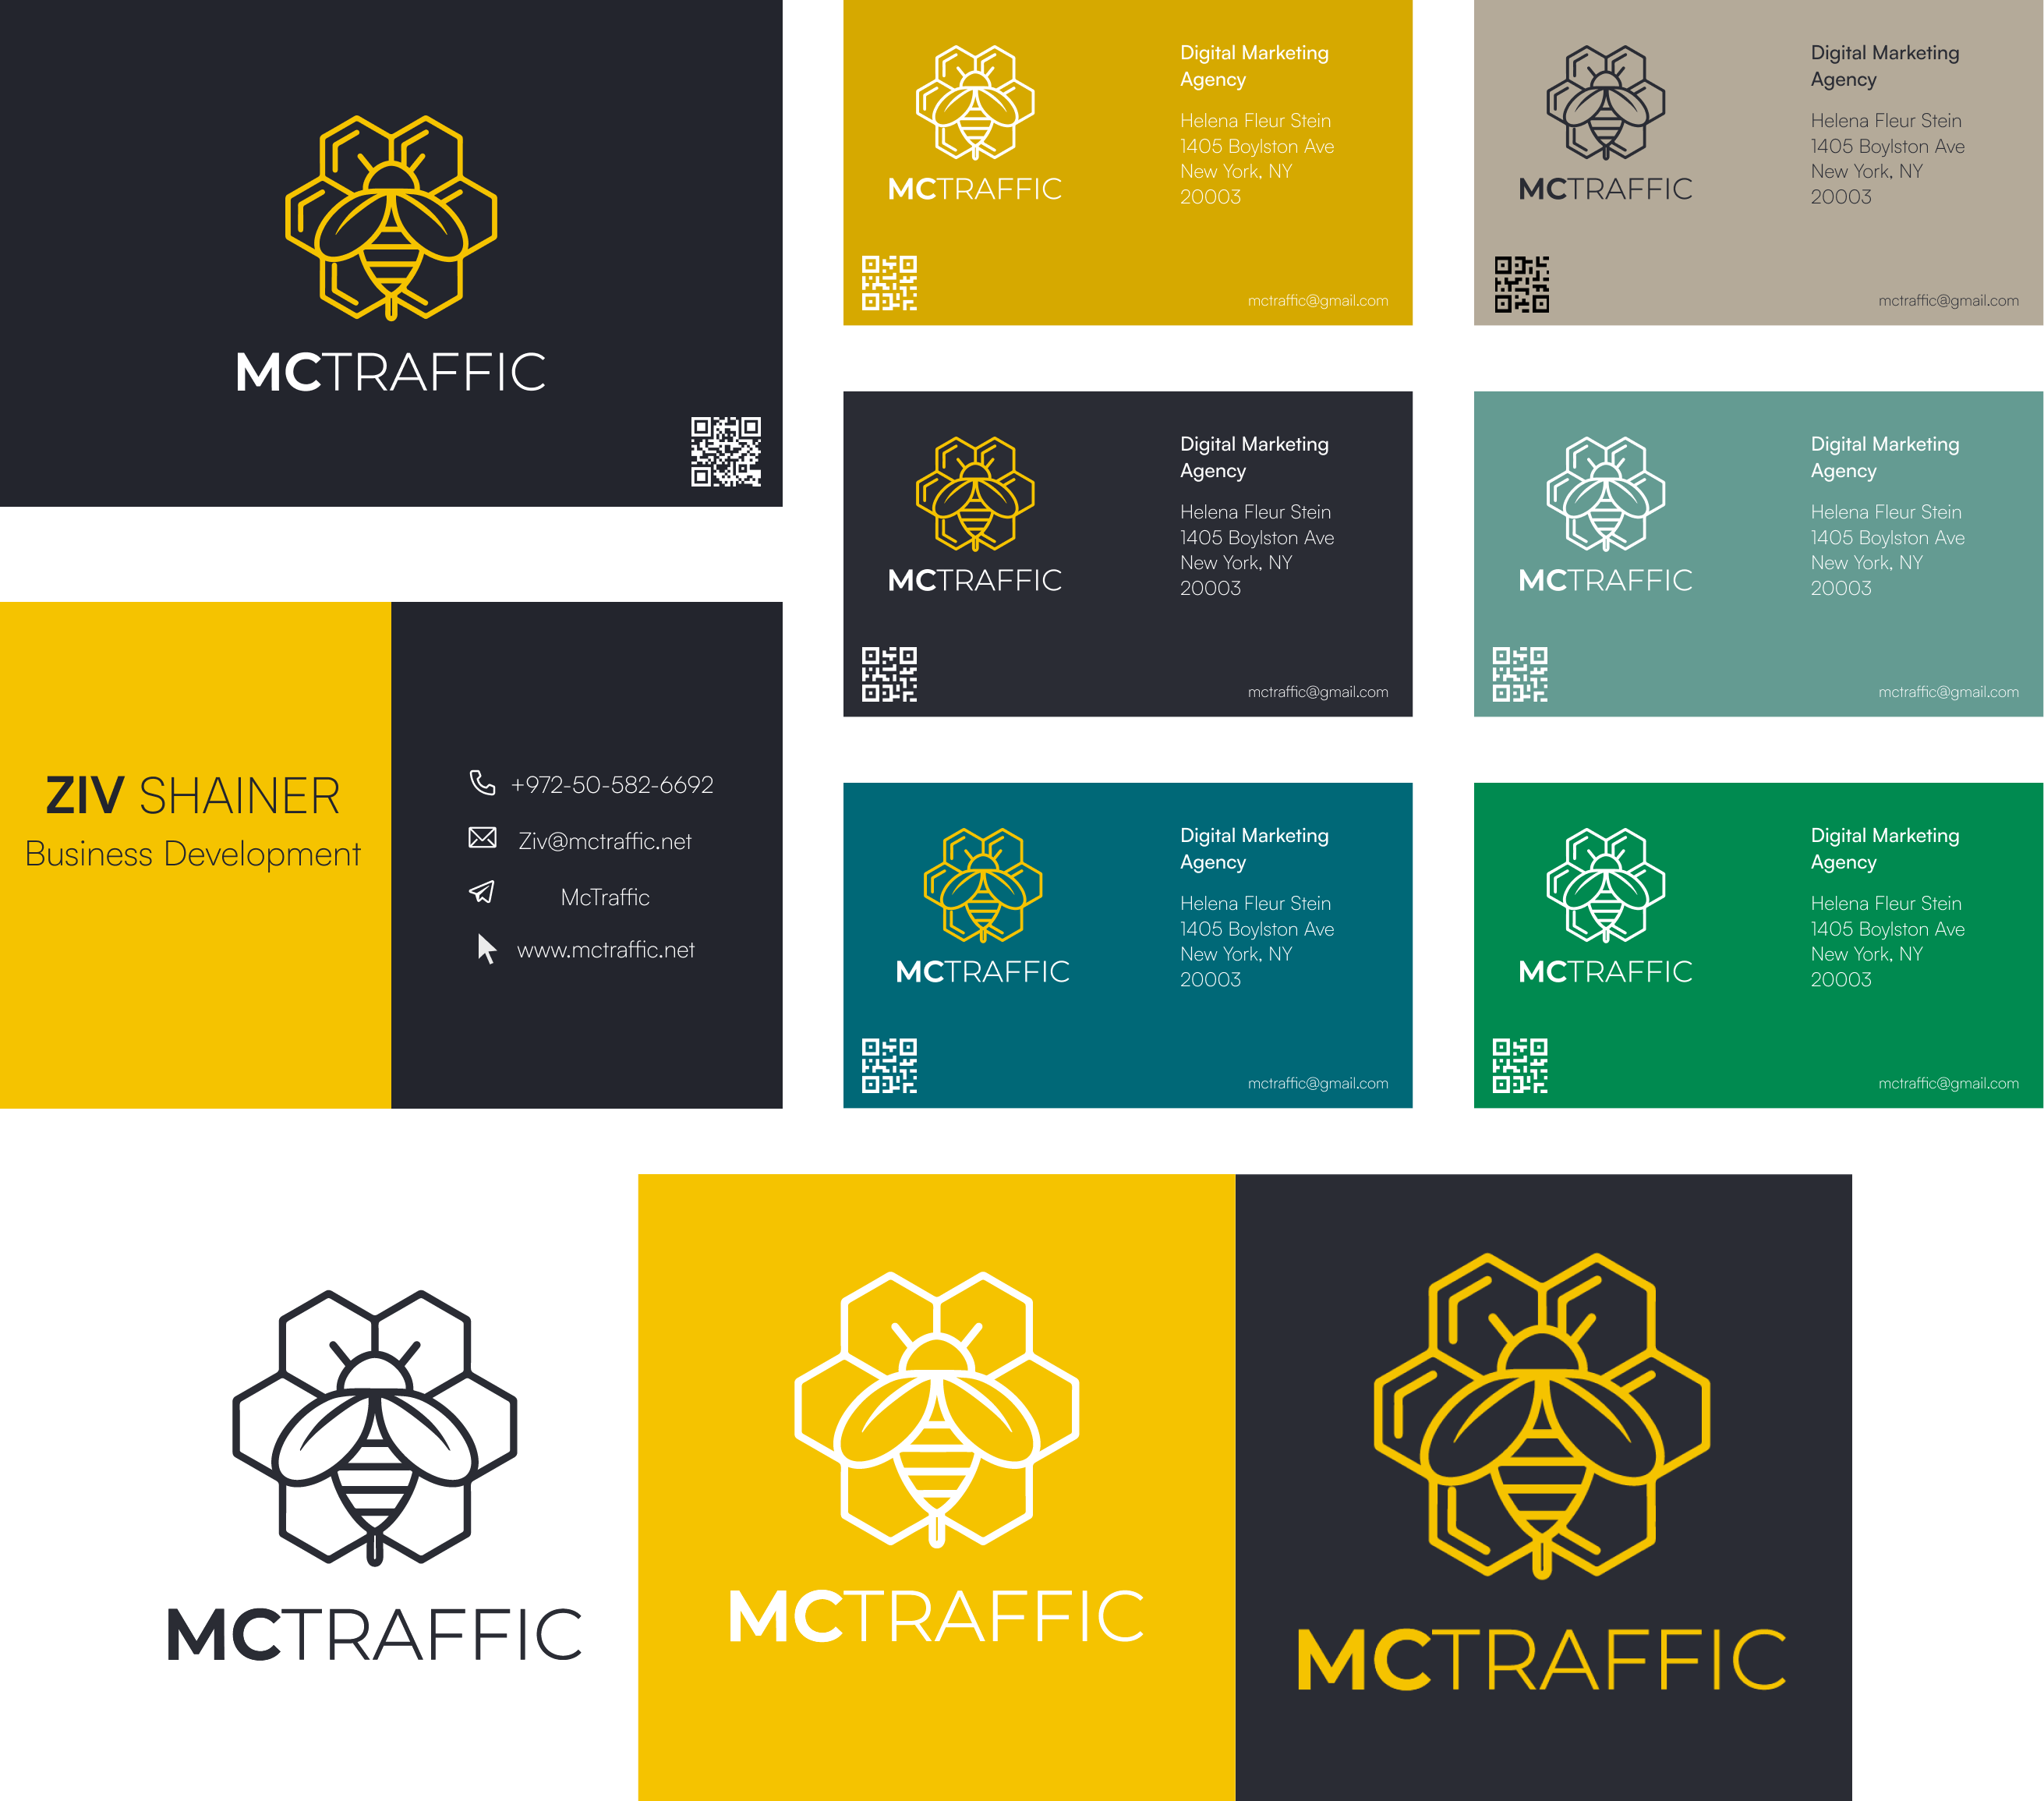 MCTRAFFIC
ZIV SHAINER
Business Development
+972-50-582-6692
Ziv@mctraffic.net
McTraffic
www.mctraffic.net
MCTRAFFIC
Digital Marketing
Agency
Helena Fleur Stein
1405 Boylston Ave
New York, NY
20003
mctraffic@gmail.com
MCTRAFFIC
Digital Marketing
Agency
Helena Fleur Stein
1405 Boylston Ave
New York, NY
20003
mctraffic@gmail.com
MCTRAFFIC
Digital Marketing
Agency
Helena Fleur Stein
1405 Boylston Ave
New York, NY
20003
mctraffic@gmail.com
MCTRAFFIC
Digital Marketing
Agency
Helena Fleur Stein
1405 Boylston Ave
New York, NY
20003
mctraffic@gmail.com
MCTRAFFIC
Digital Marketing
Agency
Helena Fleur Stein
1405 Boylston Ave
New York, NY
20003
mctraffic@gmail.com
MCTRAFFIC
Digital Marketing
Agency
Helena Fleur Stein
1405 Boylston Ave
New York, NY
20003
mctraffic@gmail.com
MCTRAFFIC
MCTRAFFIC
MCTRAFFIC